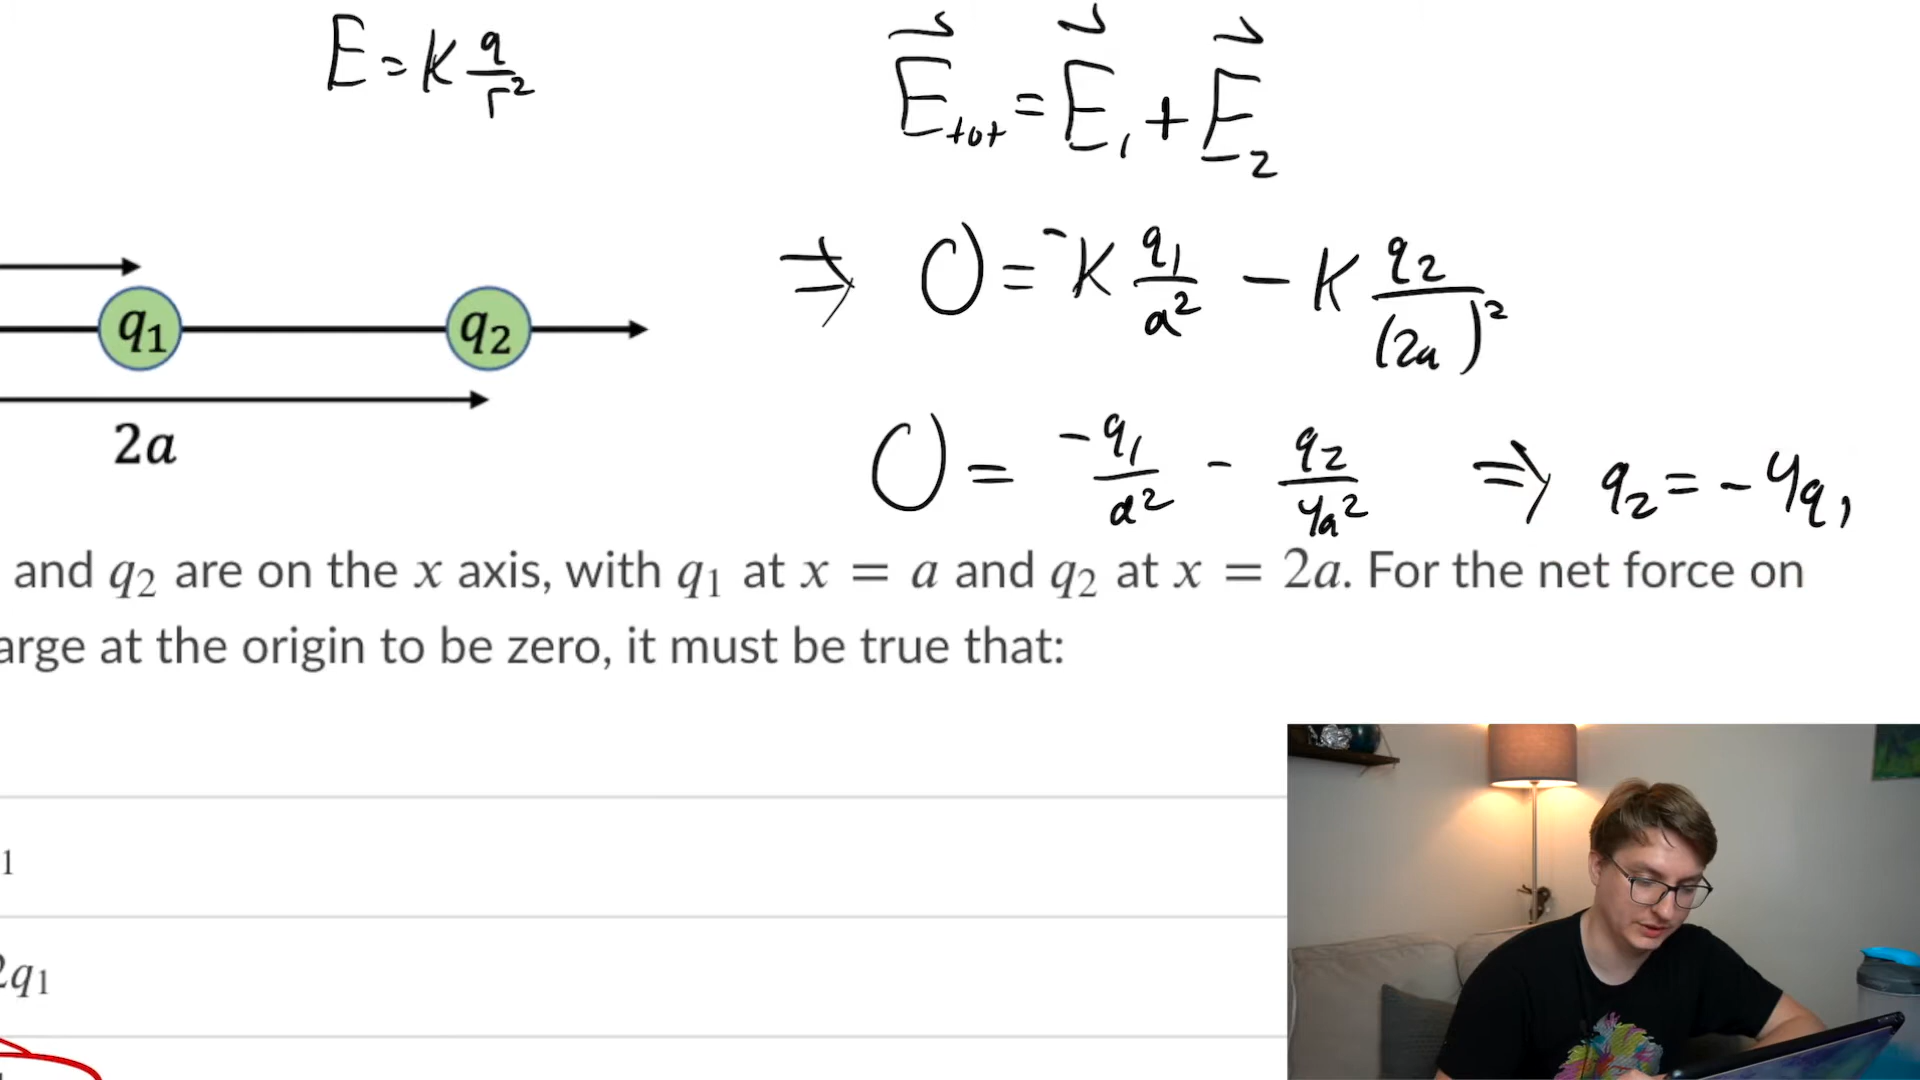 E = K q/r²
E⃗tot = E⃗1 + E⃗2
⇒ 0 = -K q1/a² - K q2/(2a)²
q1 q2
2a
0 = -q1/a² - q2/4a² ⇒ q2 = -4q1
and q2 are on the x axis, with q1 at x = a and q2 at x = 2a. For the net force on
arge at the origin to be zero, it must be true that:
1
2q1